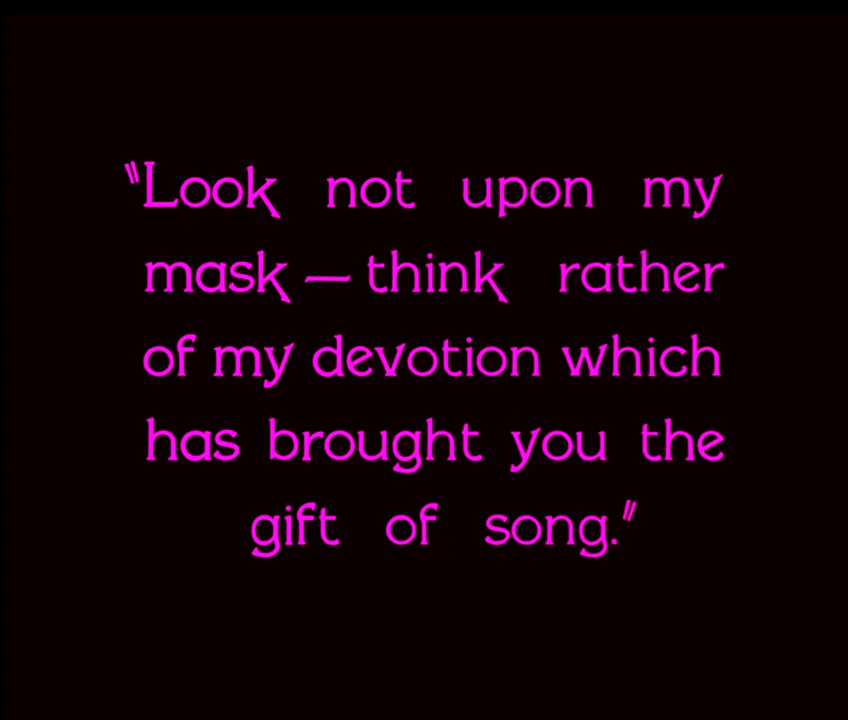 "Look not upon my
mask — think rather
of my devotion which
has brought you the
gift of song."